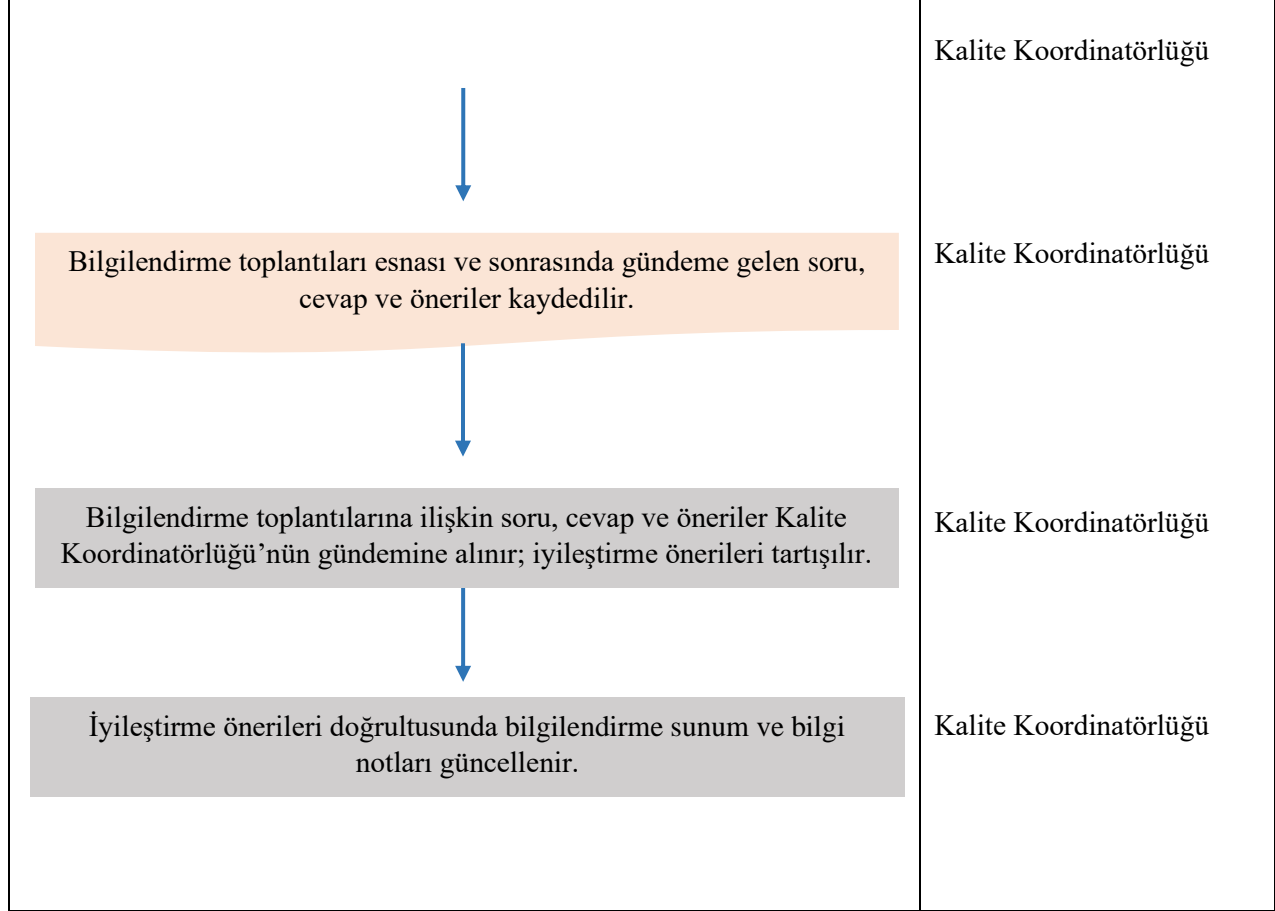 Kalite Koordinatörlüğü
Bilgilendirme toplantıları esnası ve sonrasında gündeme gelen soru,
cevap ve öneriler kaydedilir.
Kalite Koordinatörlüğü
Bilgilendirme toplantılarına ilişkin soru, cevap ve öneriler Kalite
Koordinatörlüğü’nün gündemine alınır; iyileştirme önerileri tartışılır.
Kalite Koordinatörlüğü
İyileştirme önerileri doğrultusunda bilgilendirme sunum ve bilgi
notları güncellenir.
Kalite Koordinatörlüğü